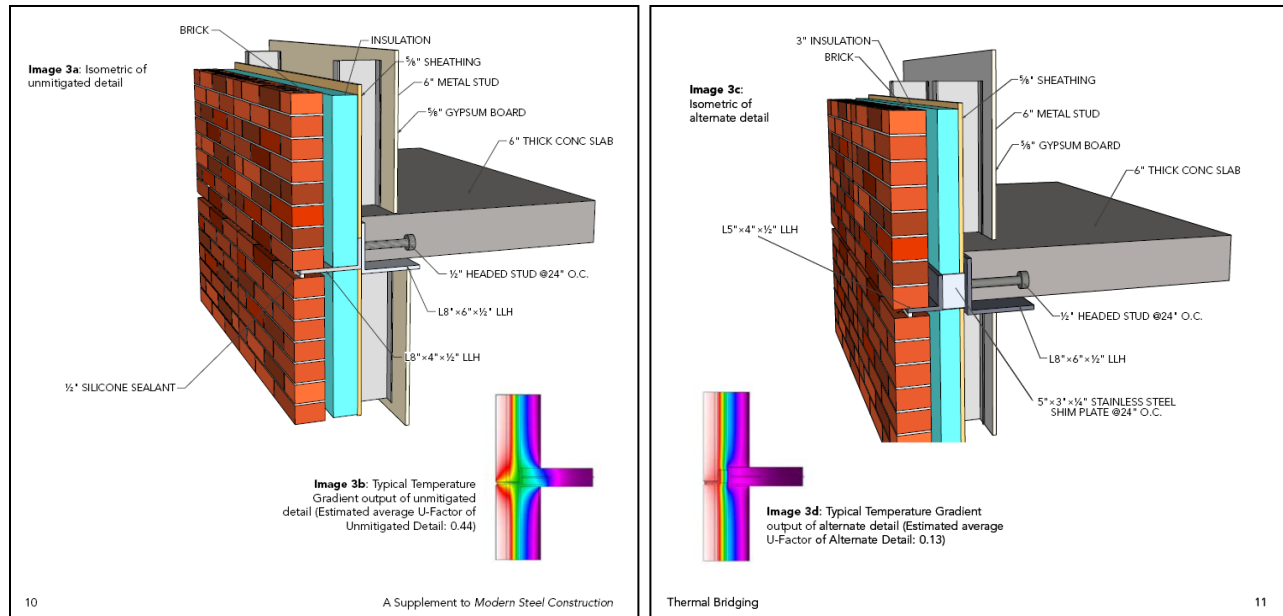 BRICK
INSULATION
Image 3a: Isometric of
unmitigated detail
⅝" SHEATHING
6" METAL STUD
⅝" GYPSUM BOARD
6" THICK CONC SLAB
½" HEADED STUD @24" O.C.
L8"×6"×½" LLH
L8"×4"×½" LLH
½" SILICONE SEALANT
Image 3b: Typical Temperature
Gradient output of unmitigated
detail (Estimated average U-Factor of
Unmitigated Detail: 0.44)
10
A Supplement to Modern Steel Construction
3" INSULATION
BRICK
Image 3c:
Isometric of
alternate detail
⅝" SHEATHING
6" METAL STUD
⅝" GYPSUM BOARD
6" THICK CONC SLAB
L5"×4"×½" LLH
½" HEADED STUD @24" O.C.
L8"×6"×½" LLH
5"×3"×¼" STAINLESS STEEL
SHIM PLATE @24" O.C.
Image 3d: Typical Temperature Gradient
output of alternate detail (Estimated average
U-Factor of Alternate Detail: 0.13)
Thermal Bridging
11